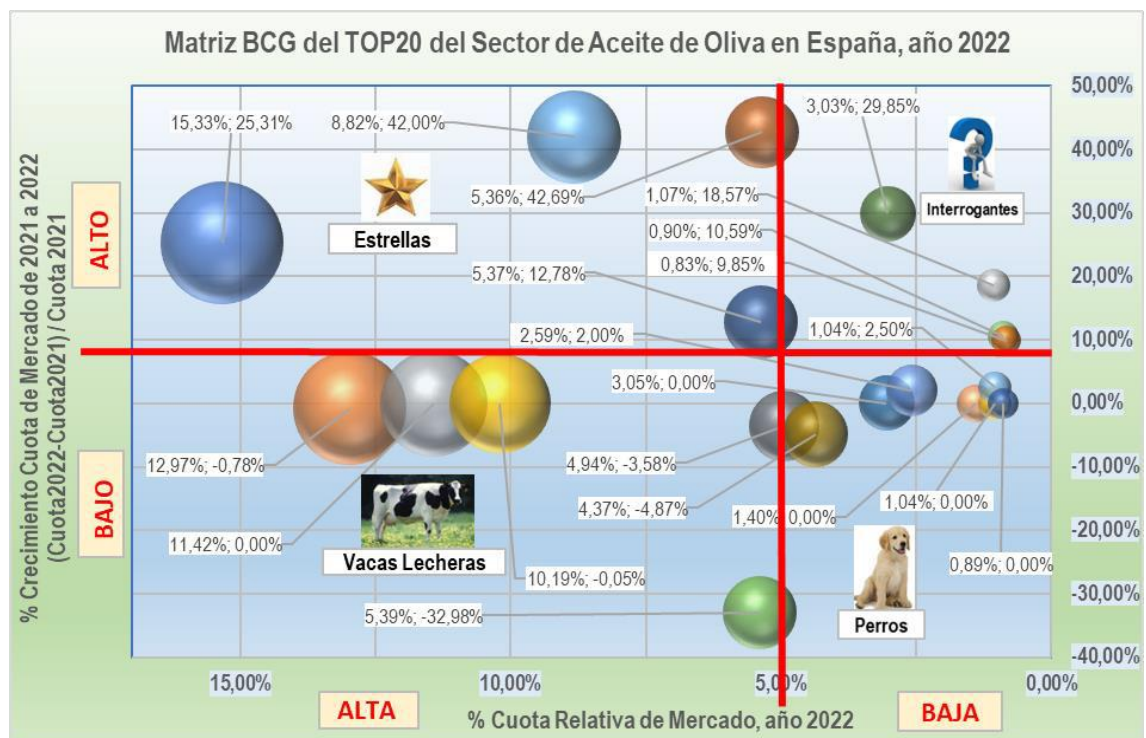 Matriz BCG del TOP20 del Sector de Aceite de Oliva en España, año 2022
% Crecimiento Cuota de Mercado de 2021 a 2022
(Cuota2022-Cuota2021) / Cuota 2021
ALTO
BAJO
50,00%
40,00%
30,00%
20,00%
10,00%
0,00%
-10,00%
-20,00%
-30,00%
-40,00%
15,33%; 25,31%
8,82%; 42,00%
3,03%; 29,85%
5,36%; 42,69%
1,07%; 18,57%
Interrogantes
0,90%; 10,59%
Estrellas
0,83%; 9,85%
5,37%; 12,78%
2,59%; 2,00%
1,04%; 2,50%
3,05%; 0,00%
12,97%; -0,78%
4,94%; -3,58%
4,37%; -4,87%
1,04%; 0,00%
1,40%; 0,00%
11,42%; 0,00%
Vacas Lecheras
0,89%; 0,00%
10,19%; -0,05%
5,39%; -32,98%
Perros
15,00%
10,00%
5,00%
0,00%
ALTA
% Cuota Relativa de Mercado, año 2022
BAJA